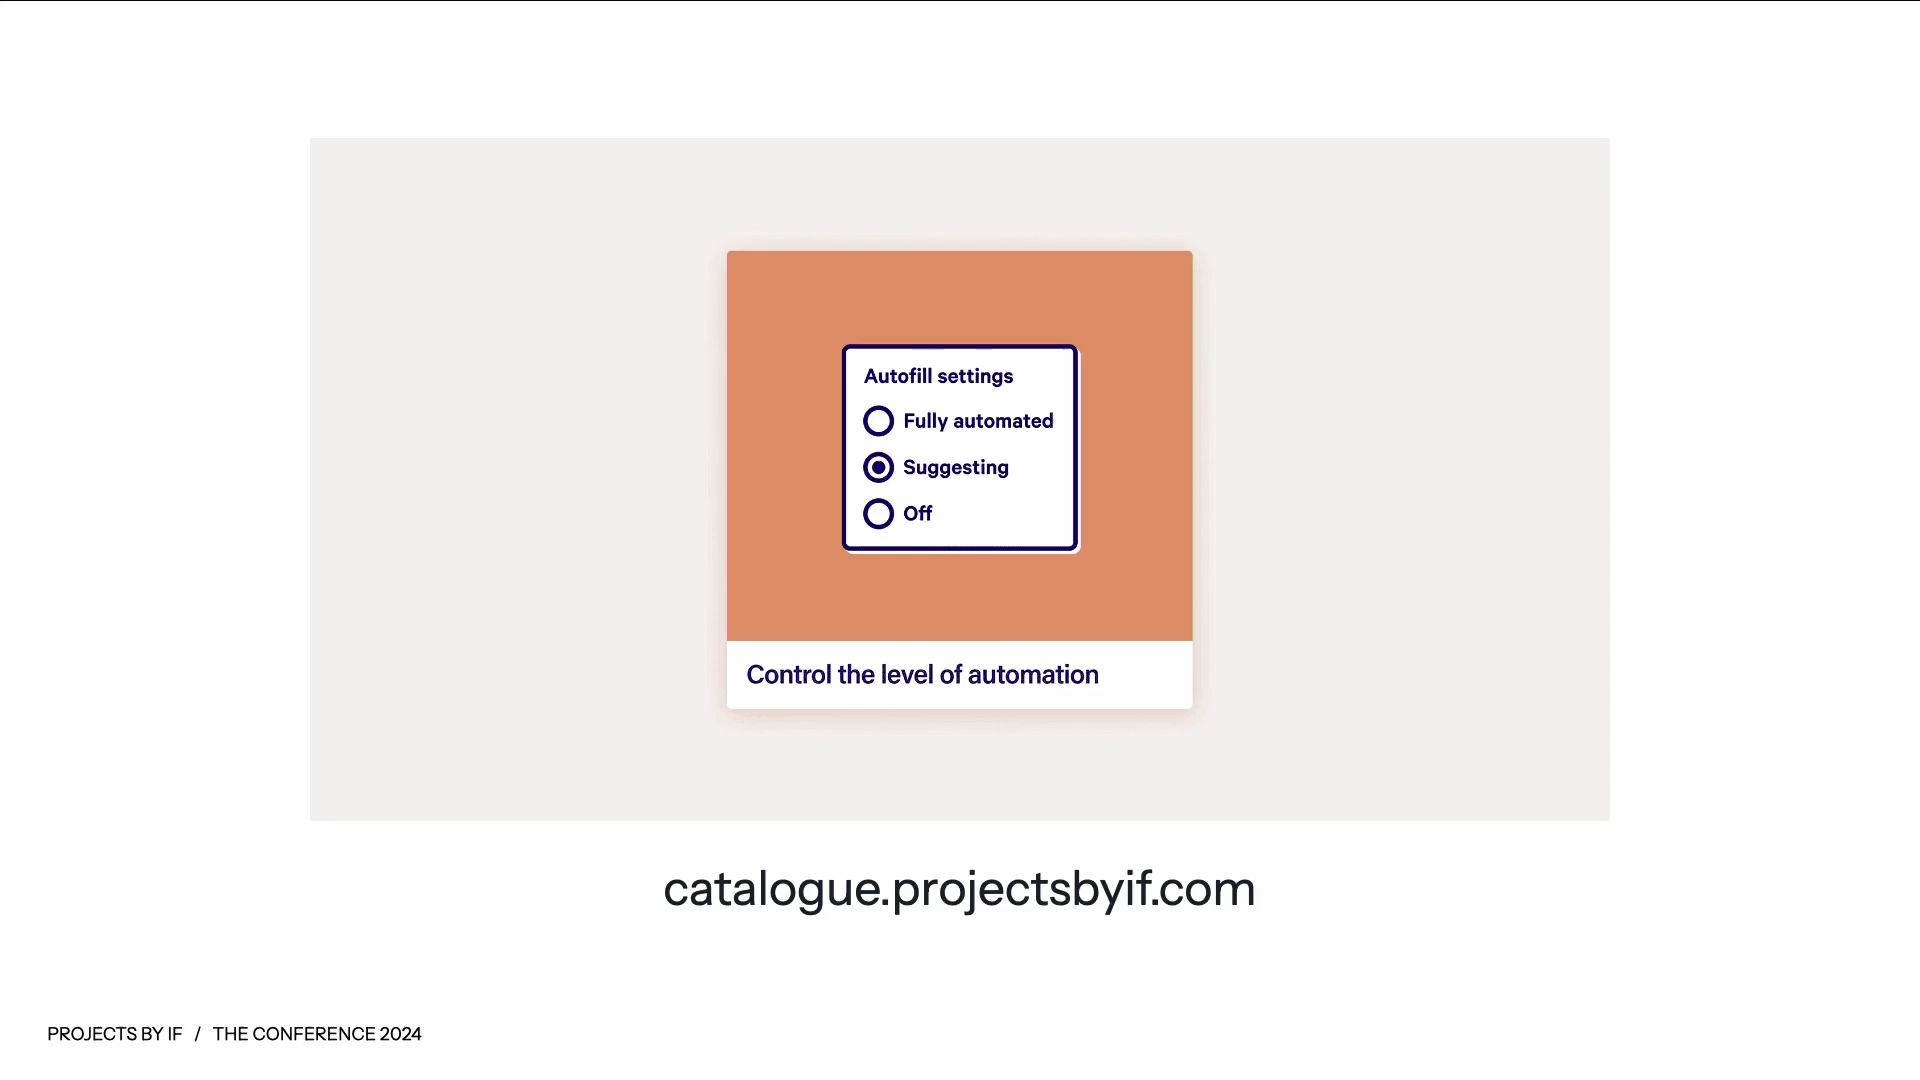 Autofill settings
Fully automated
Suggesting
Off
Control the level of automation
catalogue.projectsbyif.com
PROJECTS BY IF / THE CONFERENCE 2024